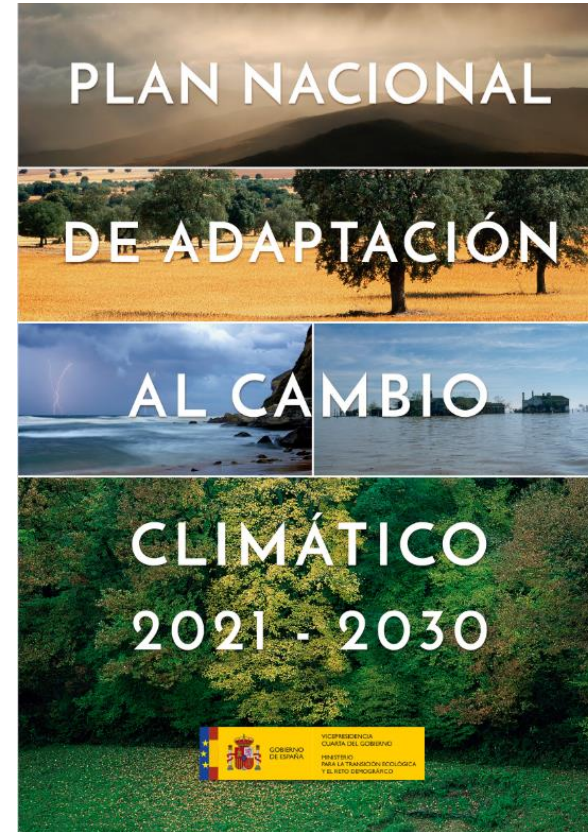 PLAN NACIONAL
DE ADAPTACIÓN
AL CAMBIO
CLIMÁTICO
2021 - 2030
GOBIERNO
DE ESPAÑA
VICEPRESIDENCIA
CUARTA DEL GOBIERNO
MINISTERIO
PARA LA TRANSICIÓN ECOLÓGICA
Y EL RETO DEMOGRÁFICO